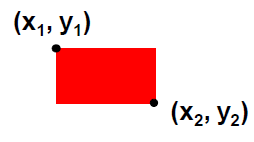 (x₁, y₁)
(x₂, y₂)